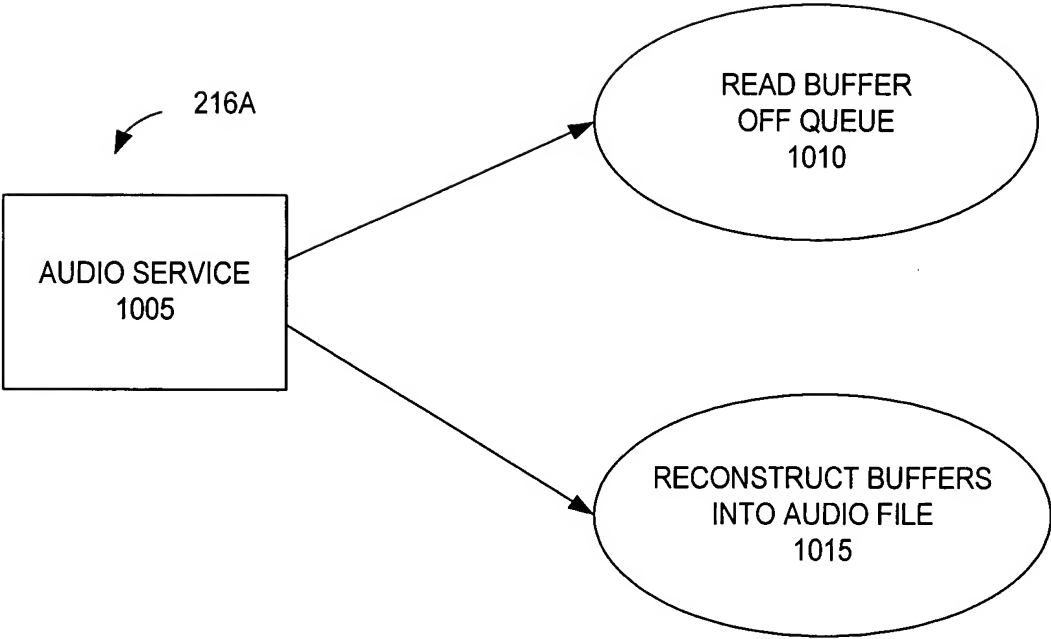 216A
AUDIO SERVICE
1005
READ BUFFER
OFF QUEUE
1010
RECONSTRUCT BUFFERS
INTO AUDIO FILE
1015